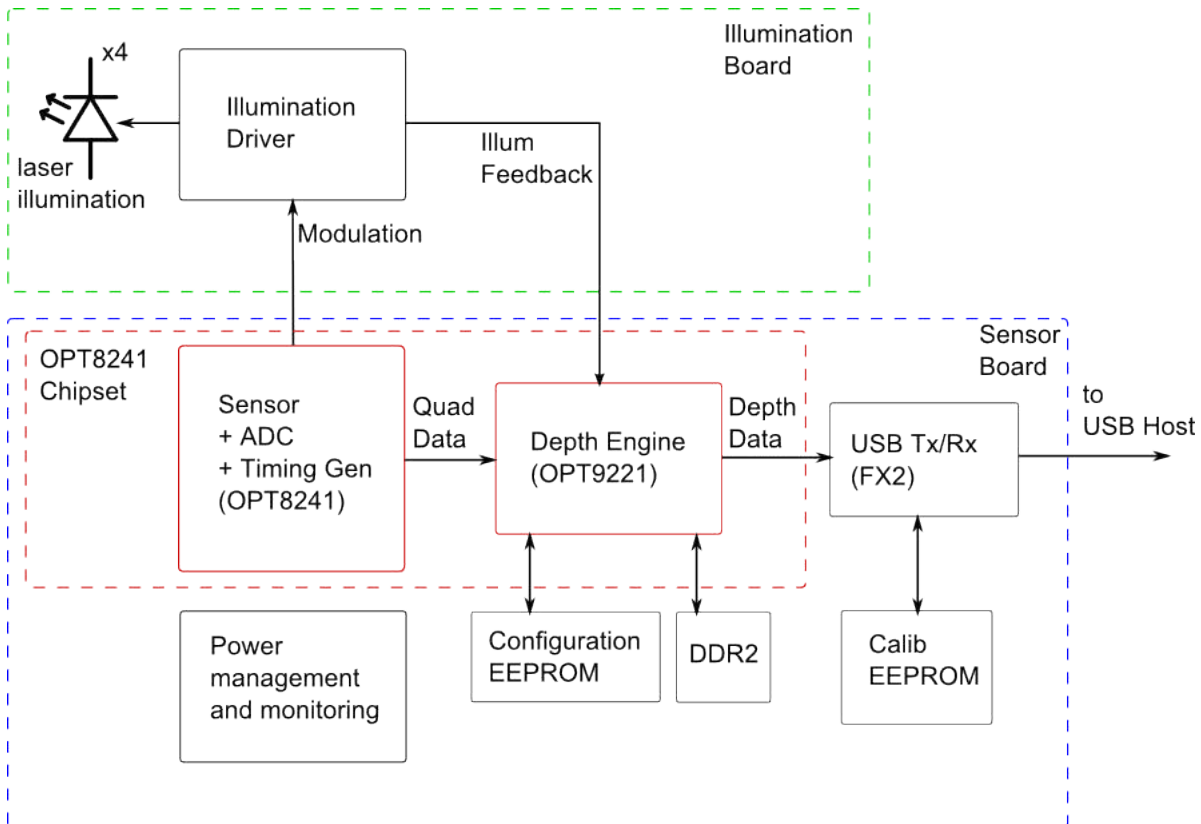 Illumination
Board
x4
Illumination
Driver
laser
illumination
Illum
Feedback
Modulation
Sensor
Board
OPT8241
Chipset
Sensor
+ ADC
+ Timing Gen
(OPT8241)
Quad
Data
Depth Engine
(OPT9221)
Depth
Data
USB Tx/Rx
(FX2)
to
USB Host
Power
management
and monitoring
Configuration
EEPROM
DDR2
Calib
EEPROM